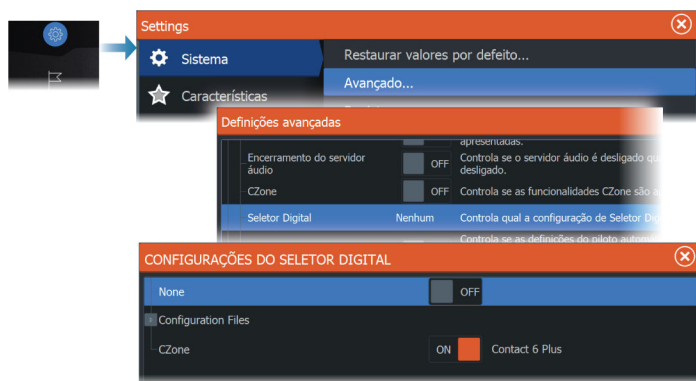 Settings
Sistema
Restaurar valores por defeito...
Avançado...
Características
Definições avançadas
apresentadas.
Encerramento do servidor áudio
OFF
Controla se o servidor áudio é desligado
desligado.
CZone
OFF
Controla se as funcionalidades CZone são
Seletor Digital
Nenhum
Controla qual a configuração de Seletor
Controla se as definições do piloto
CONFIGURAÇÕES DO SELETOR DIGITAL
None
OFF
Configuration Files
CZone
ON
Contact 6 Plus